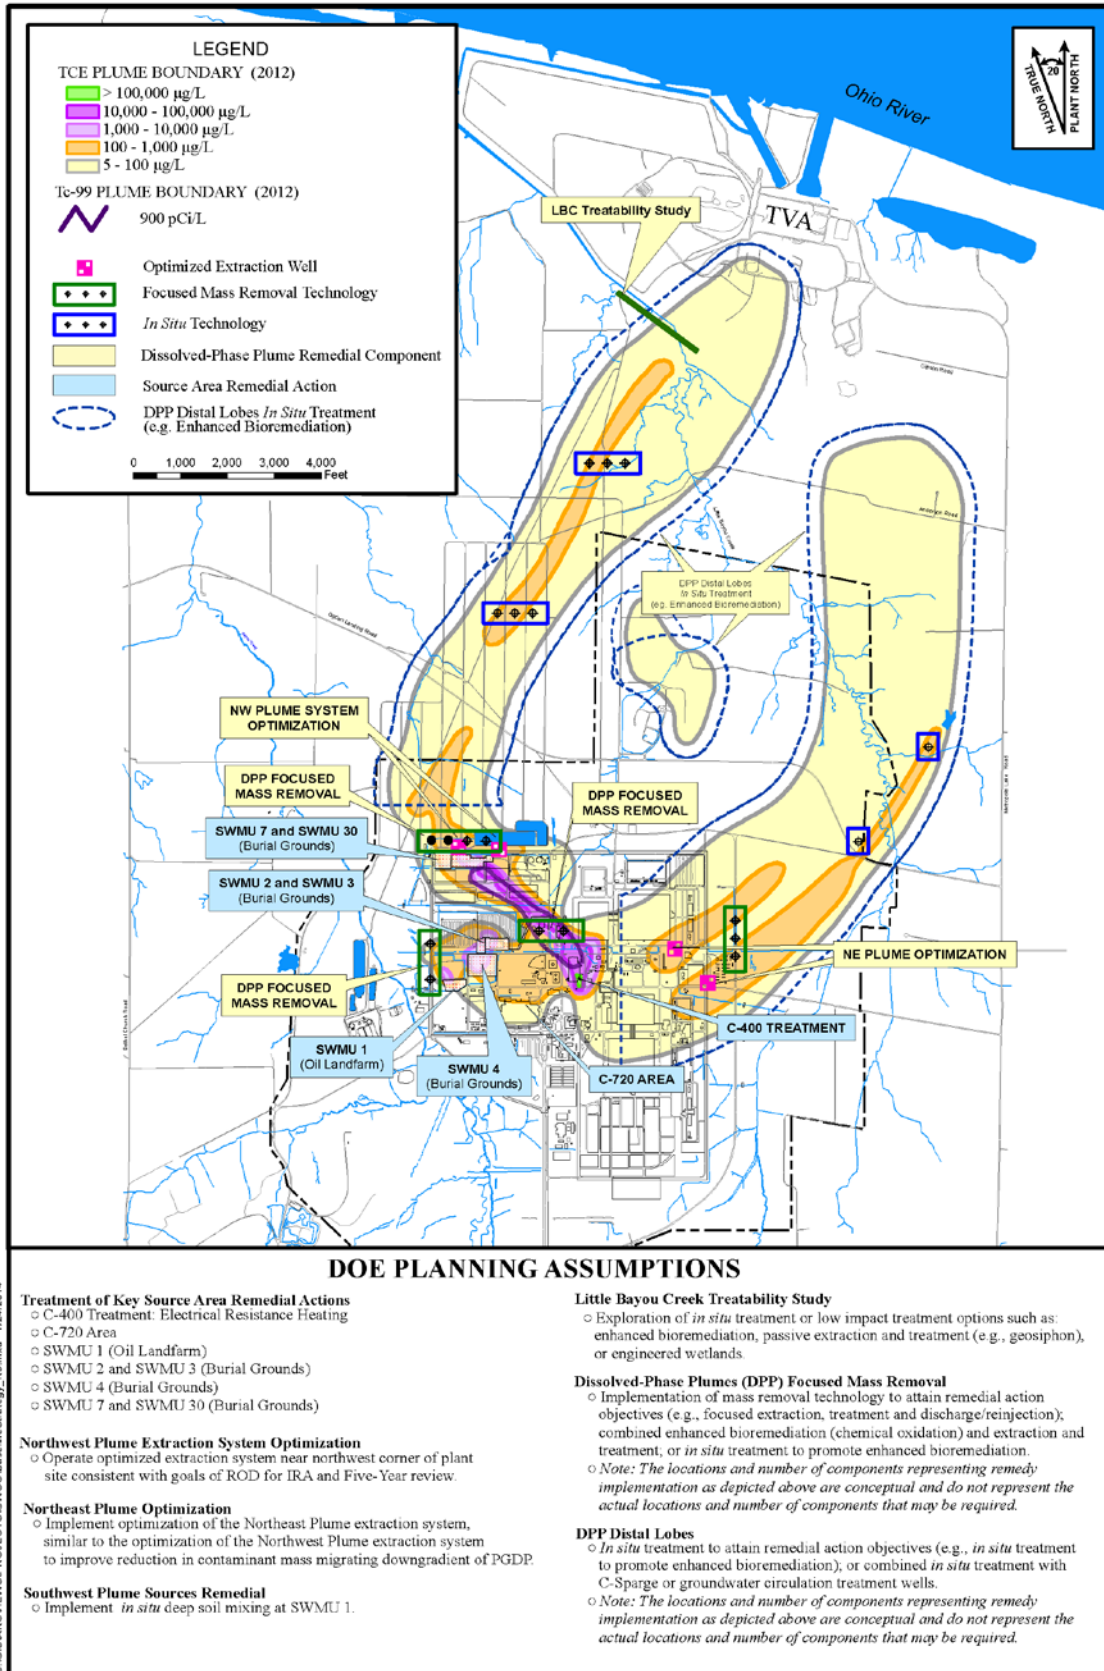 LEGEND
TCE PLUME BOUNDARY (2012)
> 100,000 µg/L
10,000 - 100,000 µg/L
1,000 - 10,000 µg/L
100 - 1,000 µg/L
5 - 100 µg/L
Tc-99 PLUME BOUNDARY (2012)
900 pCi/L
Optimized Extraction Well
Focused Mass Removal Technology
In Situ Technology
Dissolved-Phase Plume Remedial Component
Source Area Remedial Action
DPP Distal Lobes In Situ Treatment
(e.g. Enhanced Bioremediation)
0 1,000 2,000 3,000 4,000
Feet
TRUE NORTH
20
PLANT NORTH
Ohio River
LBC Treatability Study
TVA
DPP Distal Lobes
In Situ Treatment
(eg. Enhanced Bioremediation)
NW PLUME SYSTEM
OPTIMIZATION
DPP FOCUSED
MASS REMOVAL
DPP FOCUSED
MASS REMOVAL
SWMU 7 and SWMU 30
(Burial Grounds)
SWMU 2 and SWMU 3
(Burial Grounds)
NE PLUME OPTIMIZATION
DPP FOCUSED
MASS REMOVAL
C-400 TREATMENT
SWMU 1
(Oil Landfarm)
SWMU 4
(Burial Grounds)
C-720 AREA
DOE PLANNING ASSUMPTIONS
Treatment of Key Source Area Remedial Actions
○ C-400 Treatment: Electrical Resistance Heating
○ C-720 Area
○ SWMU 1 (Oil Landfarm)
○ SWMU 2 and SWMU 3 (Burial Grounds)
○ SWMU 4 (Burial Grounds)
○ SWMU 7 and SWMU 30 (Burial Grounds)
Northwest Plume Extraction System Optimization
○ Operate optimized extraction system near northwest corner of plant
site consistent with goals of ROD for IRA and Five-Year review.
Northeast Plume Optimization
○ Implement optimization of the Northeast Plume extraction system,
similar to the optimization of the Northwest Plume extraction system
to improve reduction in contaminant mass migrating downgradient of PGDP.
Southwest Plume Sources Remedial
○ Implement in situ deep soil mixing at SWMU 1.
Little Bayou Creek Treatability Study
○ Exploration of in situ treatment or low impact treatment options such as:
enhanced bioremediation, passive extraction and treatment (e.g., geosiphon),
or engineered wetlands.
Dissolved-Phase Plumes (DPP) Focused Mass Removal
○ Implementation of mass removal technology to attain remedial action
objectives (e.g., focused extraction, treatment and discharge/reinjection);
combined enhanced bioremediation (chemical oxidation) and extraction and
treatment; or in situ treatment to promote enhanced bioremediation.
○ Note: The locations and number of components representing remedy
implementation as depicted above are conceptual and do not represent the
actual locations and number of components that may be required.
DPP Distal Lobes
○ In situ treatment to attain remedial action objectives (e.g., in situ treatment
to promote enhanced bioremediation); or combined in situ treatment with
C-Sparge or groundwater circulation treatment wells.
○ Note: The locations and number of components representing remedy
implementation as depicted above are conceptual and do not represent the
actual locations and number of components that may be required.